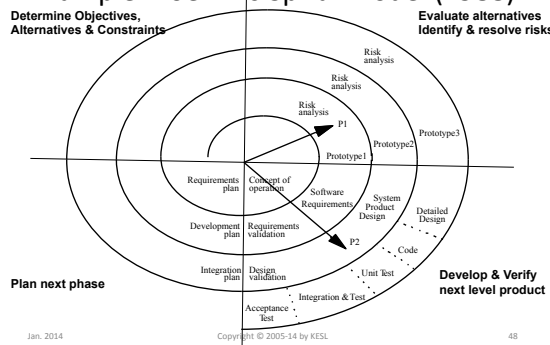 Determine Objectives,
Alternatives & Constraints
Evaluate alternatives
Identify & resolve risks
Risk
analysis
Risk
analysis
Risk
analysis
P1
Prototype1
Prototype2
Prototype3
Requirements
plan
Concept of
operation
Software
Requirements
System
Product
Design
Detailed
Design
Development
plan
Requirements
validation
P2
Code
Integration
plan
Design
validation
Unit Test
Integration & Test
Acceptance
Test
Plan next phase
Develop & Verify
next level product
Jan. 2014
Copyright © 2005-14 by KESL
48